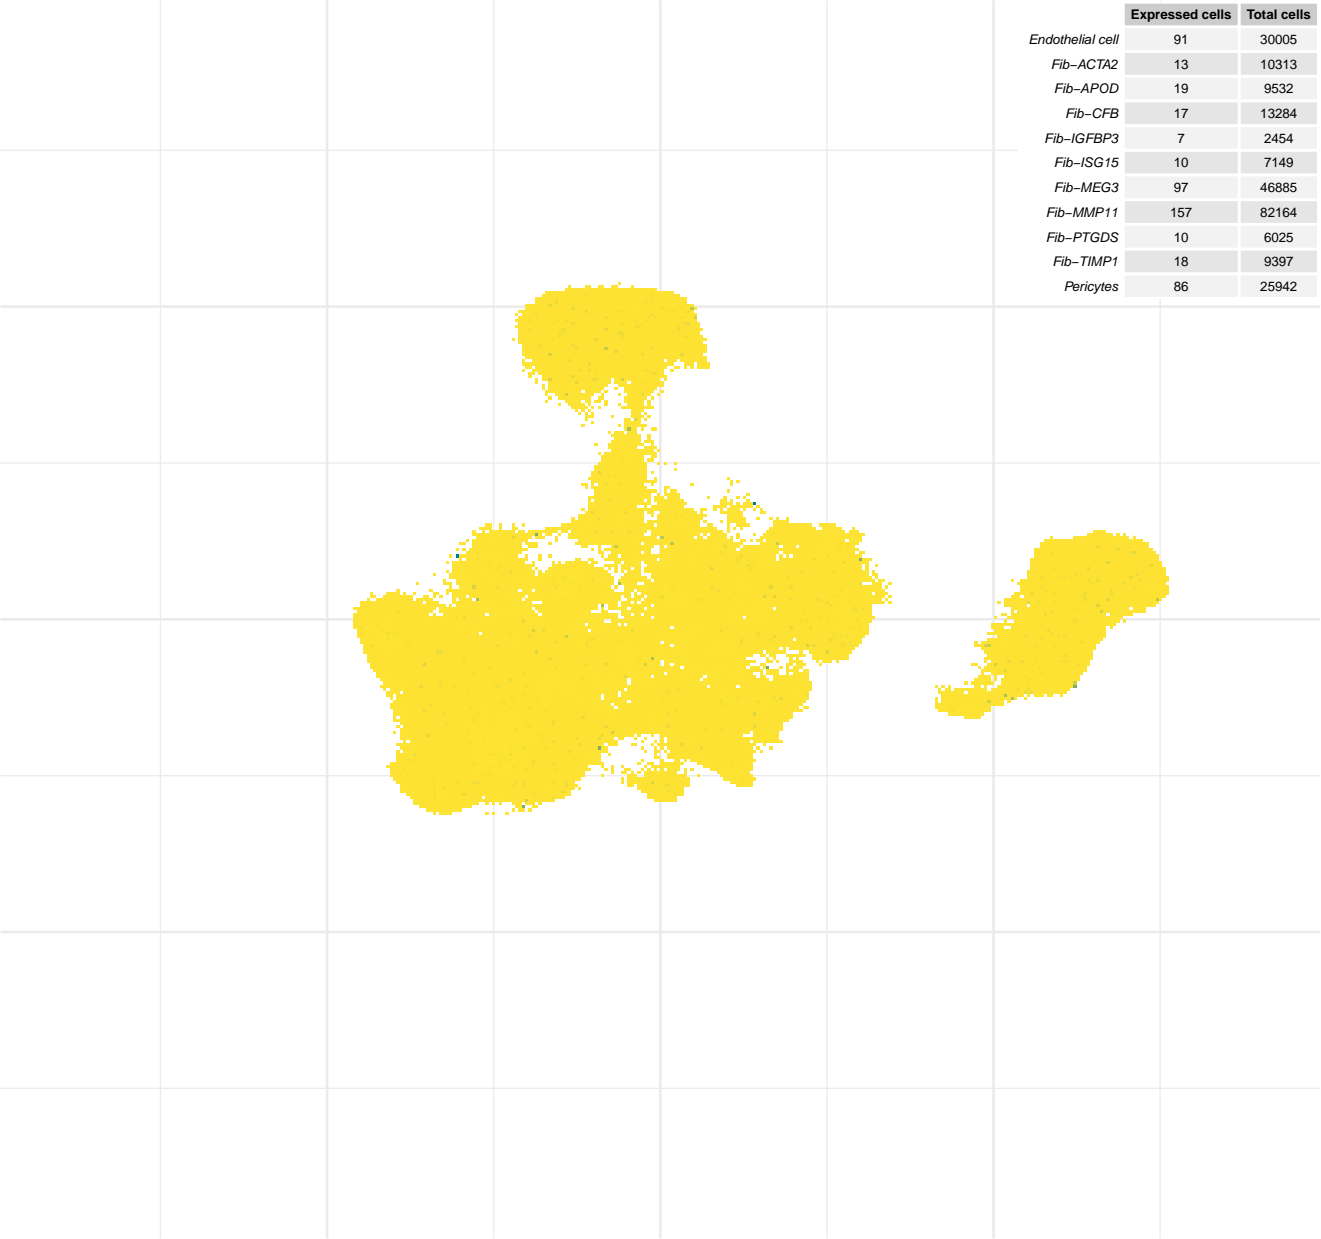 Expressed cells Total cells
Endothelial cell 91 30005
Fib−ACTA2 13 10313
Fib−APOD 19 9532
Fib−CFB 17 13284
Fib−IGFBP3 7 2454
Fib−ISG15 10 7149
Fib−MEG3 97 46885
Fib−MMP11 157 82164
Fib−PTGDS 10 6025
Fib−TIMP1 18 9397
Pericytes 86 25942